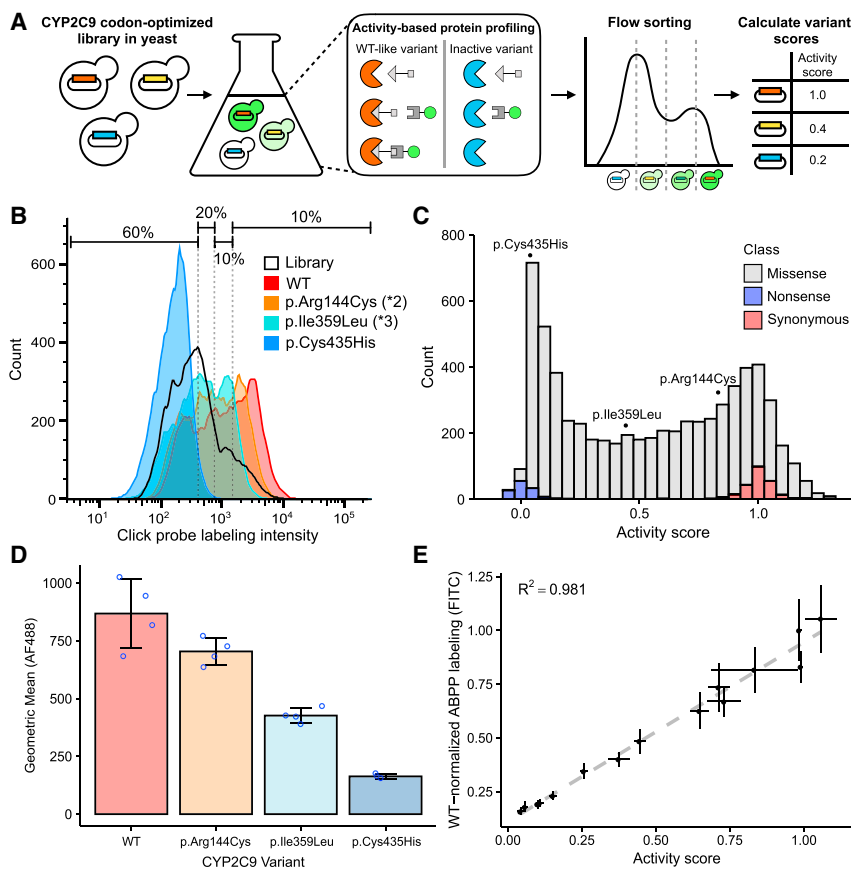 A
CYP2C9 codon-optimized
library in yeast
Activity-based protein profiling
WT-like variant
Inactive variant
Flow sorting
Calculate variant
scores
Activity
score
1.0
0.4
0.2
B
60%
20%
10%
10%
Library
WT
p.Arg144Cys (*2)
p.Ile359Leu (*3)
p.Cys435His
Count
600
400
200
0
10¹
10²
10³
10⁴
10⁵
Click probe labeling intensity
C
Count
800
600
400
200
0
p.Cys435His
p.Ile359Leu
p.Arg144Cys
Class
Missense
Nonsense
Synonymous
0.0
0.5
1.0
Activity score
D
Geometric Mean (AF488)
1000
750
500
250
0
WT
p.Arg144Cys
p.Ile359Leu
p.Cys435His
CYP2C9 Variant
E
WT−normalized ABPP labeling (FITC)
R² = 0.981
1.25
1.00
0.75
0.50
0.25
0.00
0.25
0.50
0.75
1.00
Activity score